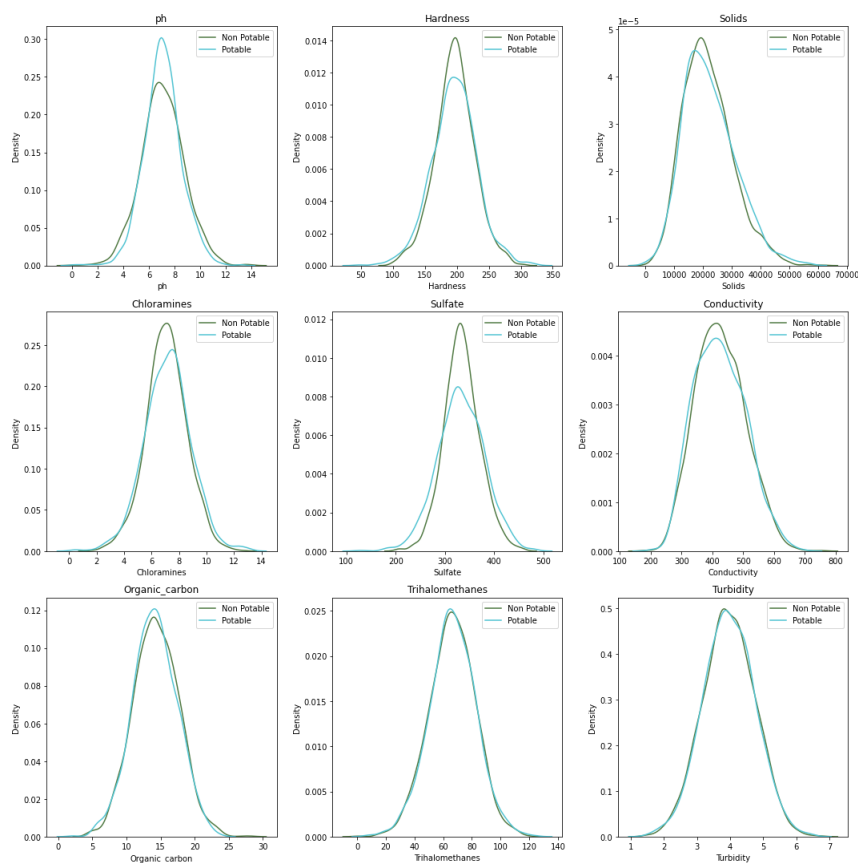 ph
Non Potable
Potable
0.30
0.25
0.20
0.15
0.10
0.05
0.00
Density
0 2 4 6 8 10 12 14
ph
Hardness
Non Potable
Potable
0.014
0.012
0.010
0.008
0.006
0.004
0.002
0.000
Density
50 100 150 200 250 300 350
Hardness
Solids
1e-5
Non Potable
Potable
5
4
3
2
1
0
Density
0 10000 20000 30000 40000 50000 60000 70000
Solids
Chloramines
Non Potable
Potable
0.25
0.20
0.15
0.10
0.05
0.00
Density
0 2 4 6 8 10 12 14
Chloramines
Sulfate
Non Potable
Potable
0.012
0.010
0.008
0.006
0.004
0.002
0.000
Density
100 200 300 400 500
Sulfate
Conductivity
Non Potable
Potable
0.004
0.003
0.002
0.001
0.000
Density
100 200 300 400 500 600 700 800
Conductivity
Organic_carbon
Non Potable
Potable
0.12
0.10
0.08
0.06
0.04
0.02
0.00
Density
0 5 10 15 20 25 30
Organic_carbon
Trihalomethanes
Non Potable
Potable
0.025
0.020
0.015
0.010
0.005
0.000
Density
0 20 40 60 80 100 120 140
Trihalomethanes
Turbidity
Non Potable
Potable
0.5
0.4
0.3
0.2
0.1
0.0
Density
1 2 3 4 5 6 7
Turbidity